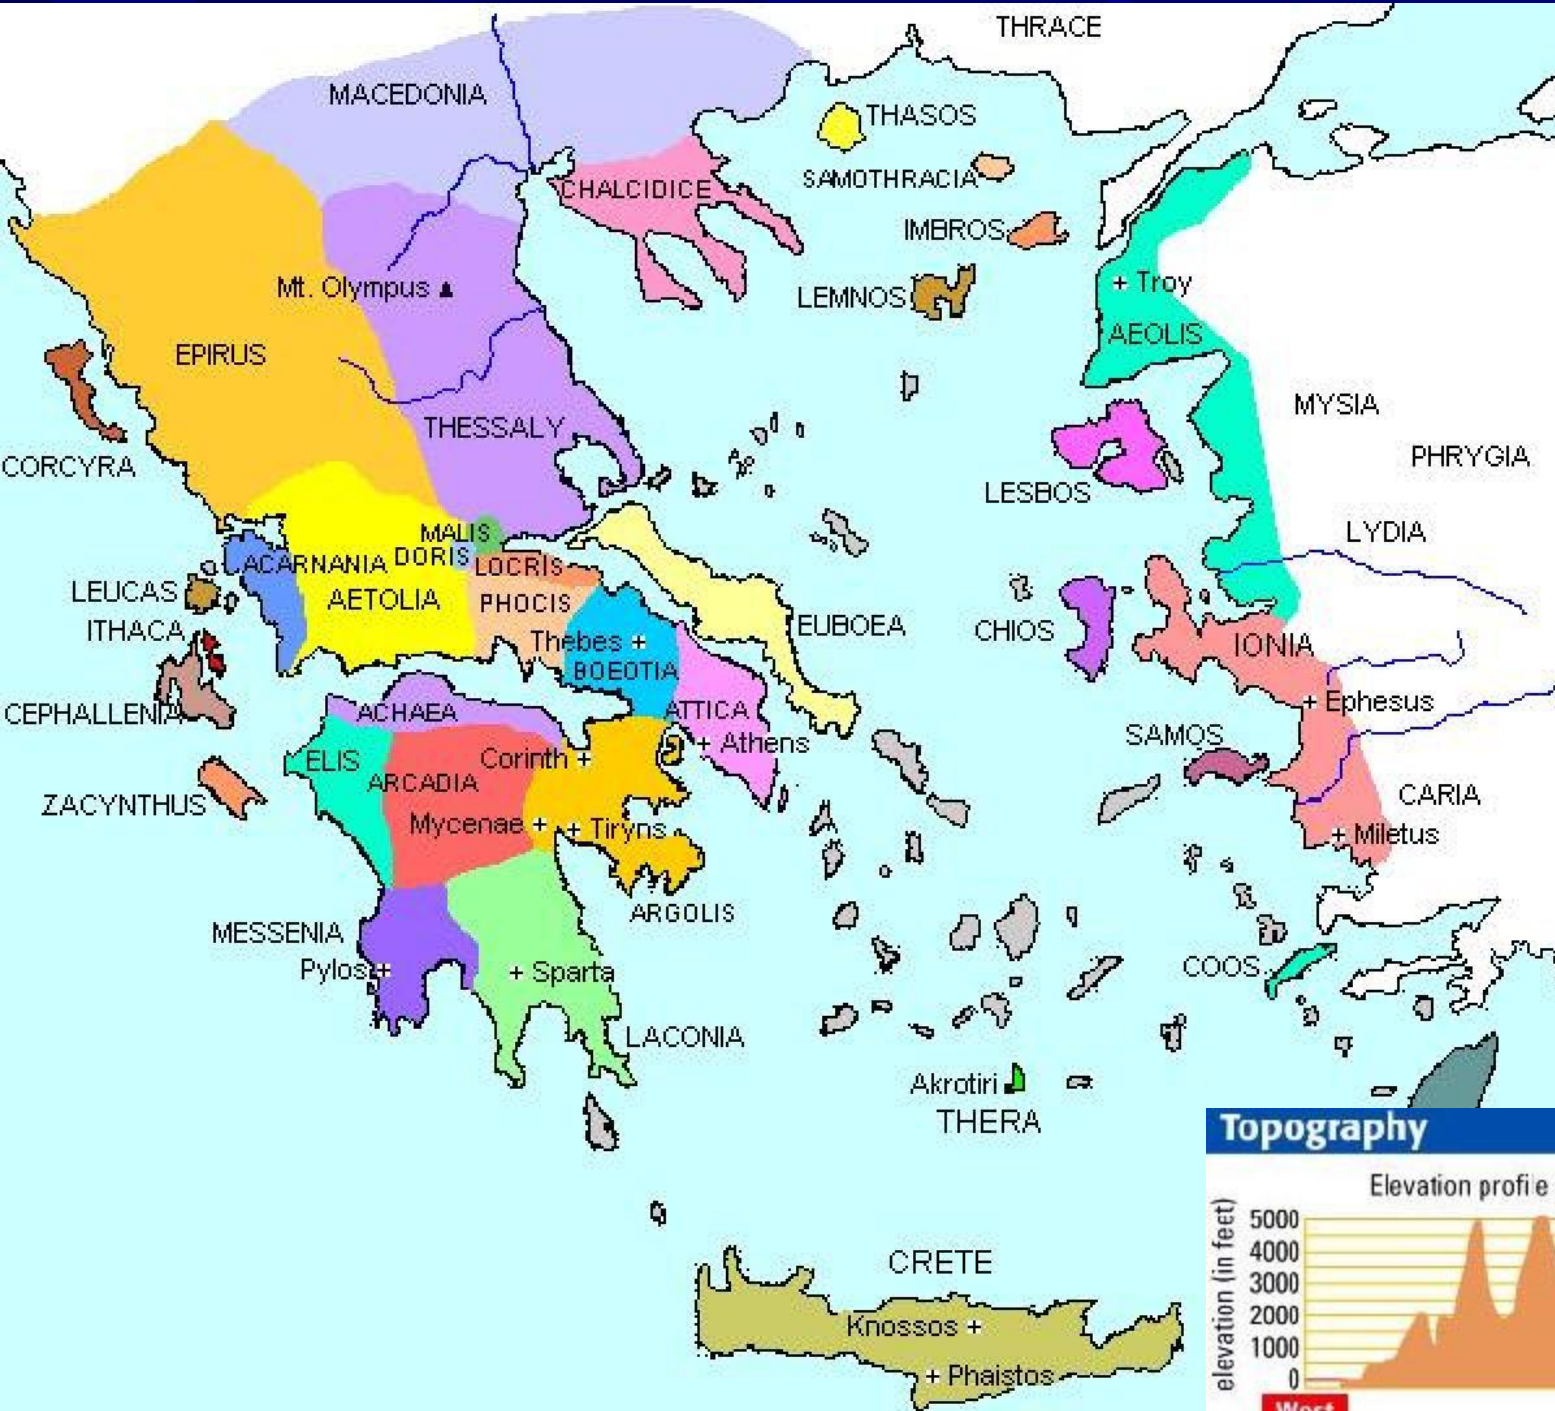 THRACE
MACEDONIA
THASOS
SAMOTHRACIA
CHALCIDICE
IMBROS
Mt. Olympus
LEMNOS
Troy
AEOLIS
EPIRUS
MYSIA
THESSALY
CORCYRA
PHRYGIA
LESBOS
LYDIA
MALIS
DORIS
ACARNANIA
LOCRIS
LEUCAS
AETOLIA
PHOCIS
ITHACA
Thebes
EUBOEA
CHIOS
IONIA
BOEOTIA
Ephesus
CEPHALLENIA
ACHAEA
ATTICA
SAMOS
Athens
ELIS
Corinth
ARCADIA
ZACYNTHUS
CARIA
Mycenae
Tiryns
Miletus
ARGOLIS
MESSENIA
Pylos
Sparta
COOS
LACONIA
Akrotiri
THERA
Topography
Elevation profile
elevation (in feet)
5000
4000
3000
2000
1000
0
West
CRETE
Knossos
Phaistos